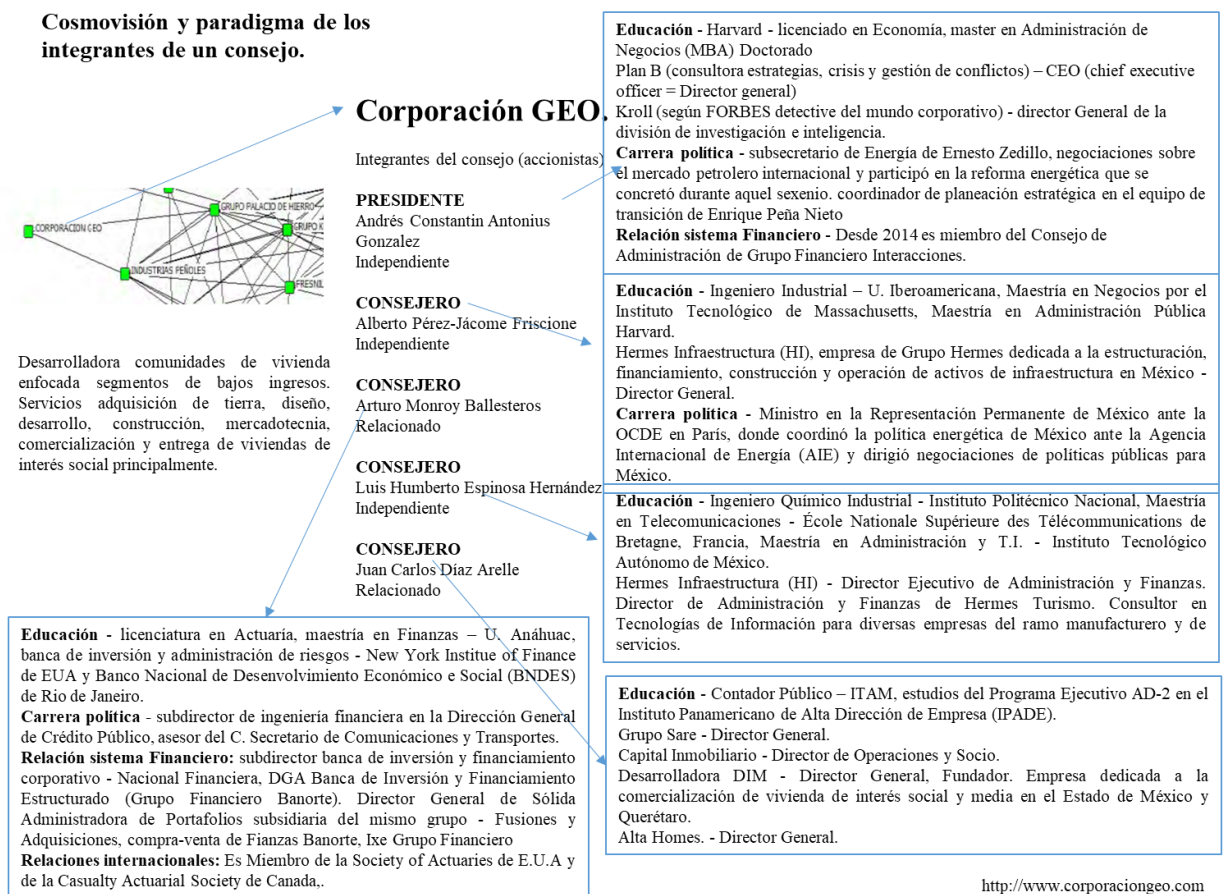 Cosmovisión y paradigma de los
integrantes de un consejo.
Corporación GEO.
Integrantes del consejo (accionistas)
PRESIDENTE
Andrés Constantin Antonius
Gonzalez
Independiente
CONSEJERO
Alberto Pérez-Jácome Friscione
Independiente
CONSEJERO
Arturo Monroy Ballesteros
Relacionado
CONSEJERO
Luis Humberto Espinosa Hernández
Independiente
CONSEJERO
Juan Carlos Díaz Arelle
Relacionado
CORPORACION GEO
GRUPO PALACIO DE HIERRO
GRUPO K
INDUSTRIAS PEÑOLES
FRESNIL
Desarrolladora comunidades de vivienda
enfocada segmentos de bajos ingresos.
Servicios adquisición de tierra, diseño,
desarrollo, construcción, mercadotecnia,
comercialización y entrega de viviendas de
interés social principalmente.
Educación - Harvard - licenciado en Economía, master en Administración de
Negocios (MBA) Doctorado
Plan B (consultora estrategias, crisis y gestión de conflictos) – CEO (chief executive
officer = Director general)
Kroll (según FORBES detective del mundo corporativo) - director General de la
división de investigación e inteligencia.
Carrera política - subsecretario de Energía de Ernesto Zedillo, negociaciones sobre
el mercado petrolero internacional y participó en la reforma energética que se
concretó durante aquel sexenio. coordinador de planeación estratégica en el equipo de
transición de Enrique Peña Nieto
Relación sistema Financiero - Desde 2014 es miembro del Consejo de
Administración de Grupo Financiero Interacciones.
Educación - Ingeniero Industrial – U. Iberoamericana, Maestría en Negocios por el
Instituto Tecnológico de Massachusetts, Maestría en Administración Pública
Harvard.
Hermes Infraestructura (HI), empresa de Grupo Hermes dedicada a la estructuración,
financiamiento, construcción y operación de activos de infraestructura en México -
Director General.
Carrera política - Ministro en la Representación Permanente de México ante la
OCDE en París, donde coordinó la política energética de México ante la Agencia
Internacional de Energía (AIE) y dirigió negociaciones de políticas públicas para
México.
Educación - Ingeniero Químico Industrial - Instituto Politécnico Nacional, Maestría
en Telecomunicaciones - École Nationale Supérieure des Télécommunications de
Bretagne, Francia, Maestría en Administración y T.I. - Instituto Tecnológico
Autónomo de México.
Hermes Infraestructura (HI) - Director Ejecutivo de Administración y Finanzas.
Director de Administración y Finanzas de Hermes Turismo. Consultor en
Tecnologías de Información para diversas empresas del ramo manufacturero y de
servicios.
Educación - licenciatura en Actuaría, maestría en Finanzas – U. Anáhuac,
banca de inversión y administración de riesgos - New York Institue of Finance
de EUA y Banco Nacional de Desenvolvimiento Económico e Social (BNDES)
de Rio de Janeiro.
Carrera política - subdirector de ingeniería financiera en la Dirección General
de Crédito Público, asesor del C. Secretario de Comunicaciones y Transportes.
Relación sistema Financiero: subdirector banca de inversión y financiamiento
corporativo - Nacional Financiera, DGA Banca de Inversión y Financiamiento
Estructurado (Grupo Financiero Banorte). Director General de Sólida
Administradora de Portafolios subsidiaria del mismo grupo - Fusiones y
Adquisiciones, compra-venta de Fianzas Banorte, Ixe Grupo Financiero
Relaciones internacionales: Es Miembro de la Society of Actuaries de E.U.A y
de la Casualty Actuarial Society de Canada,.
Educación - Contador Público – ITAM, estudios del Programa Ejecutivo AD-2 en el
Instituto Panamericano de Alta Dirección de Empresa (IPADE).
Grupo Sare - Director General.
Capital Inmobiliario - Director de Operaciones y Socio.
Desarrolladora DIM - Director General, Fundador. Empresa dedicada a la
comercialización de vivienda de interés social y media en el Estado de México y
Querétaro.
Alta Homes. - Director General.
http://www.corporaciongeo.com